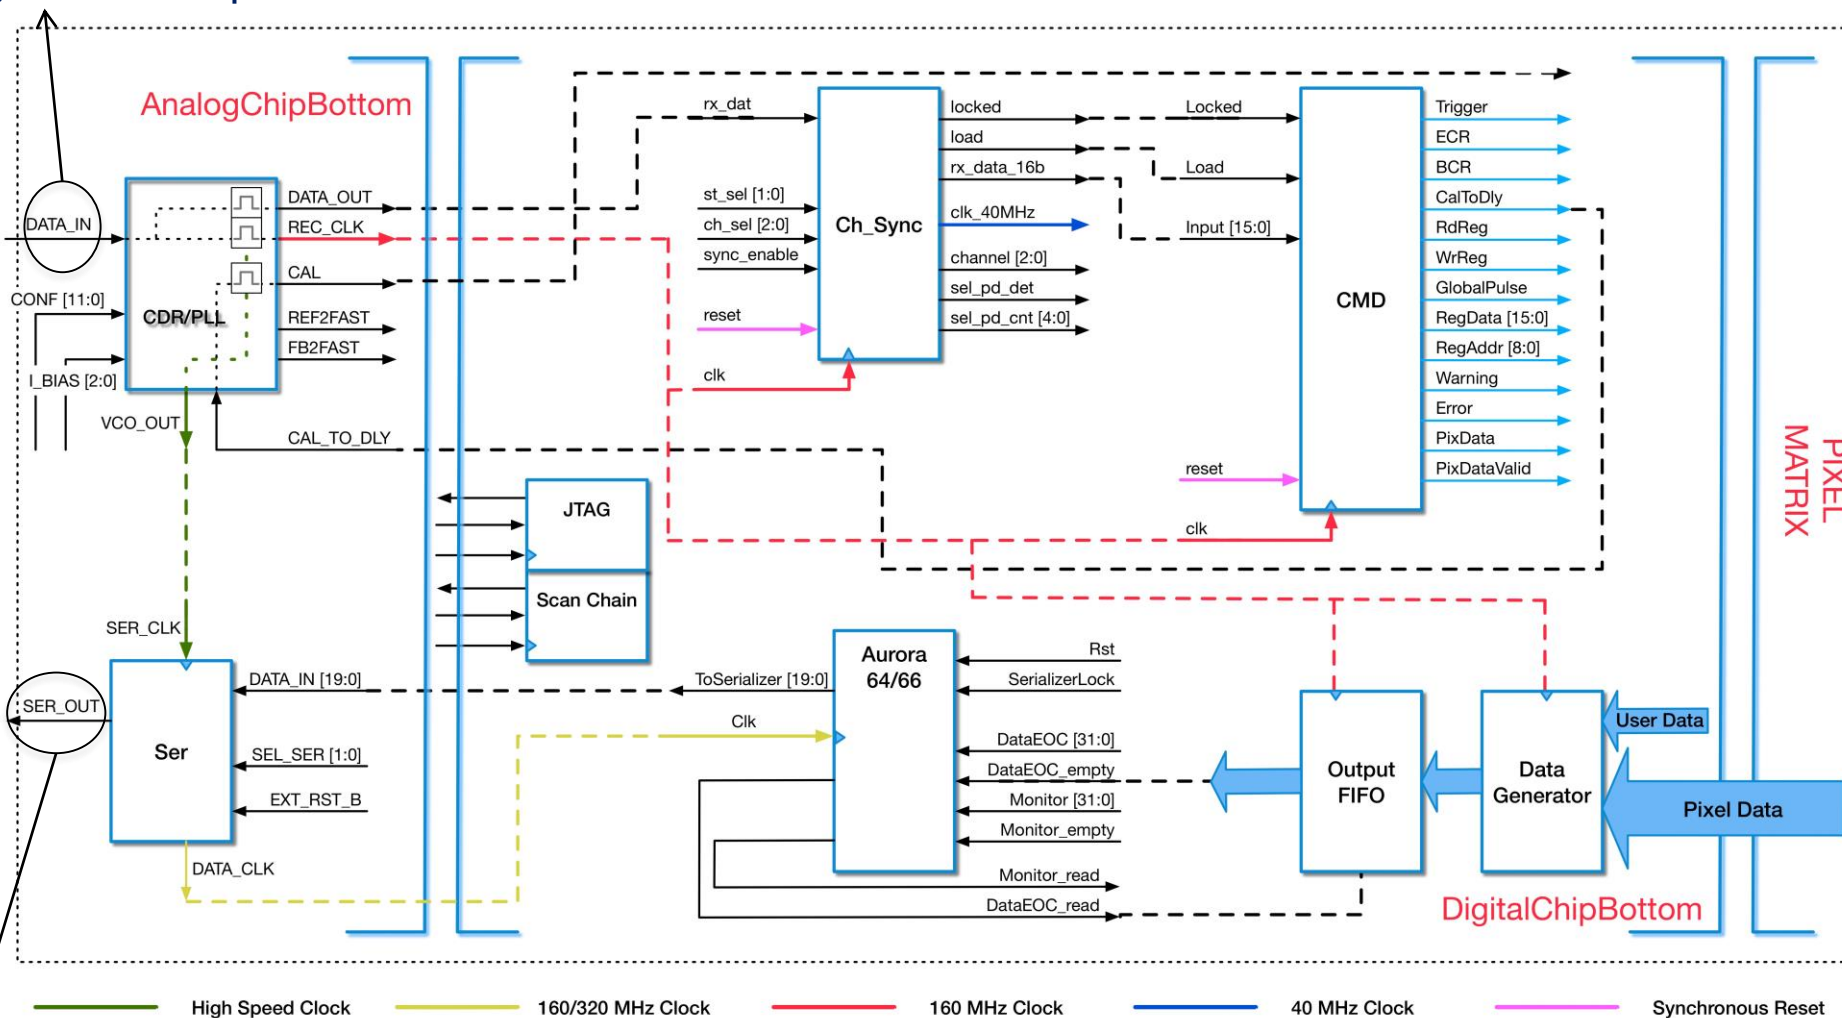 AnalogChipBottom
DATA_IN
CONF [11:0]
I_BIAS [2:0]
CDR/PLL
DATA_OUT
REC_CLK
CAL
REF2FAST
FB2FAST
VCO_OUT
CAL_TO_DLY
SER_CLK
rx_dat
st_sel [1:0]
ch_sel [2:0]
sync_enable
reset
clk
Ch_Sync
locked
load
rx_data_16b
clk_40MHz
channel [2:0]
sel_pd_det
sel_pd_cnt [4:0]
Locked
Load
Input [15:0]
reset
clk
CMD
Trigger
ECR
BCR
CalToDly
RdReg
WrReg
GlobalPulse
RegData [15:0]
RegAddr [8:0]
Warning
Error
PixData
PixDataValid
PIXEL
MATRIX
JTAG
Scan Chain
SER_OUT
Ser
DATA_IN [19:0]
SEL_SER [1:0]
EXT_RST_B
DATA_CLK
ToSerializer [19:0]
Clk
Aurora
64/66
Rst
SerializerLock
DataEOC [31:0]
DataEOC_empty
Monitor [31:0]
Monitor_empty
Monitor_read
DataEOC_read
Output
FIFO
Data
Generator
User Data
Pixel Data
DigitalChipBottom
High Speed Clock
160/320 MHz Clock
160 MHz Clock
40 MHz Clock
Synchronous Reset